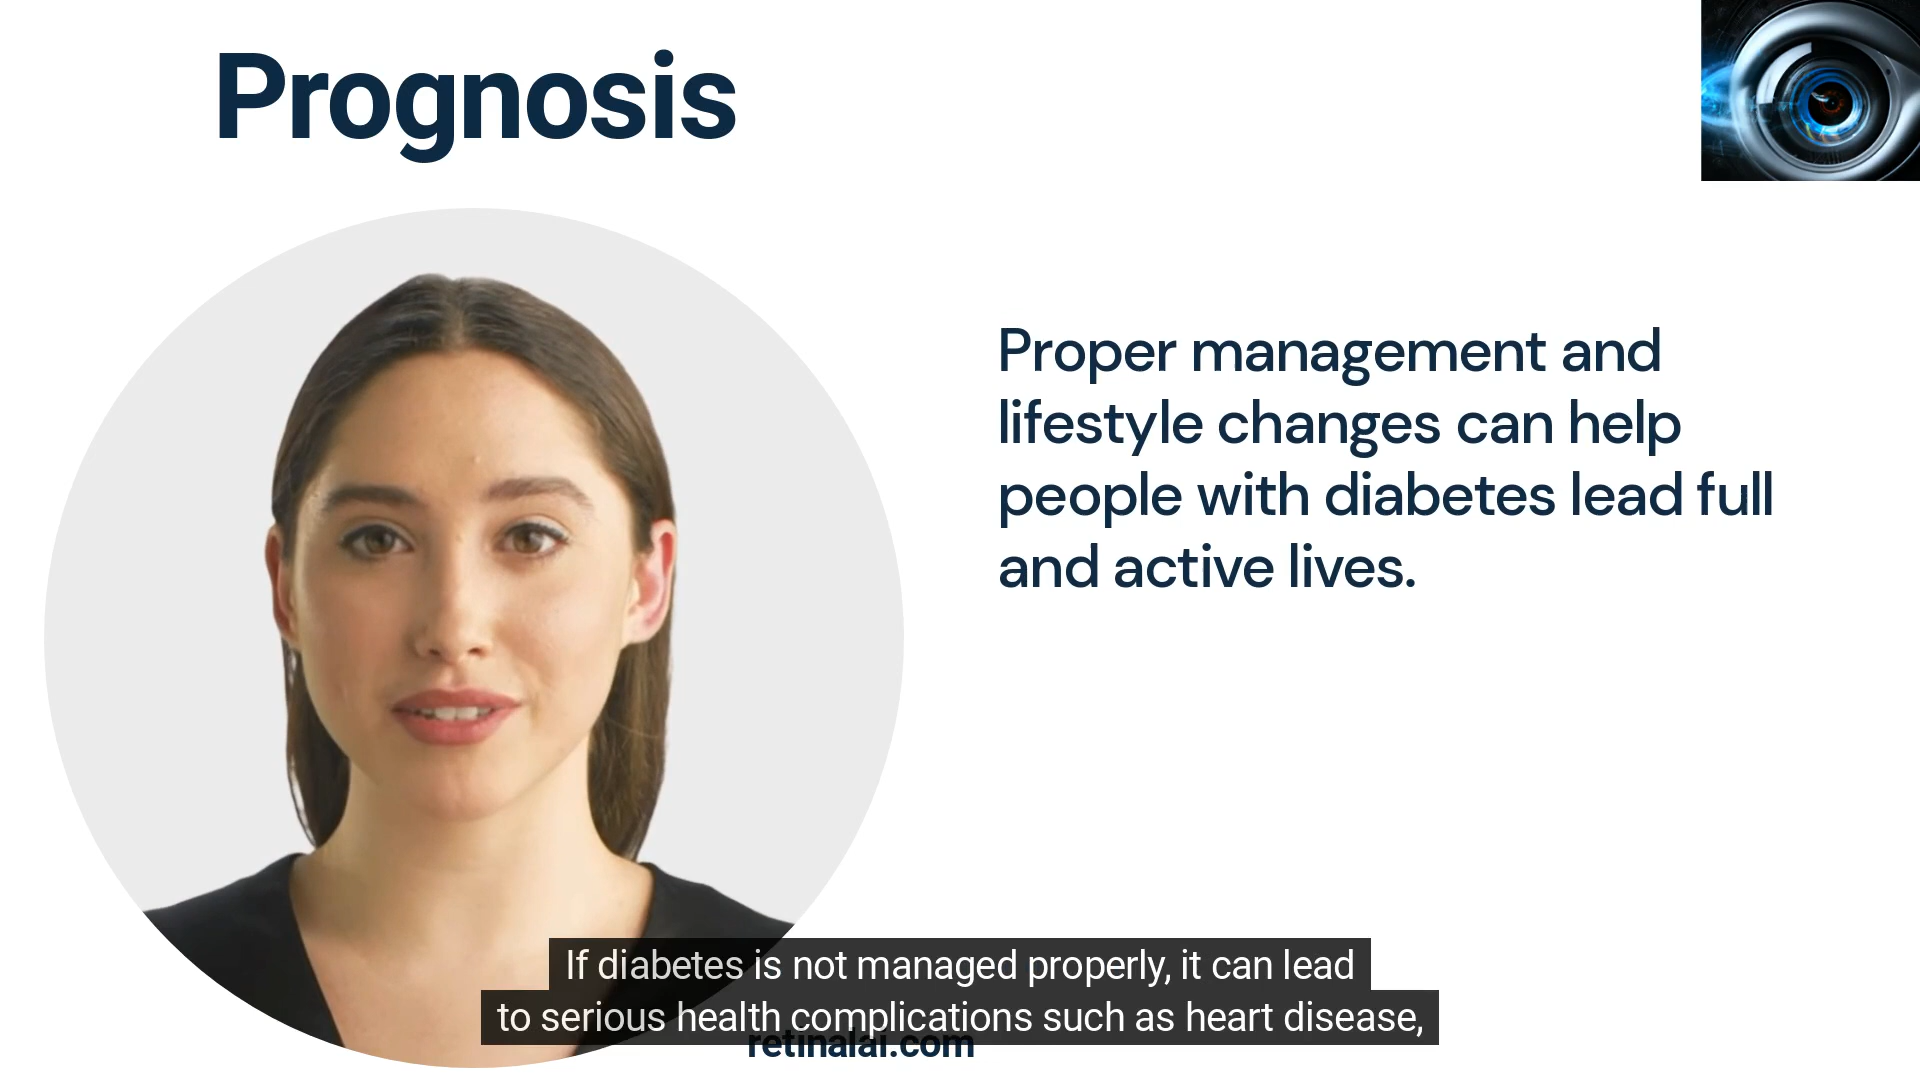 Prognosis
Proper management and
lifestyle changes can help
people with diabetes lead full
and active lives.
If diabetes is not managed properly, it can lead
to serious health complications such as heart disease,
retinalai.com